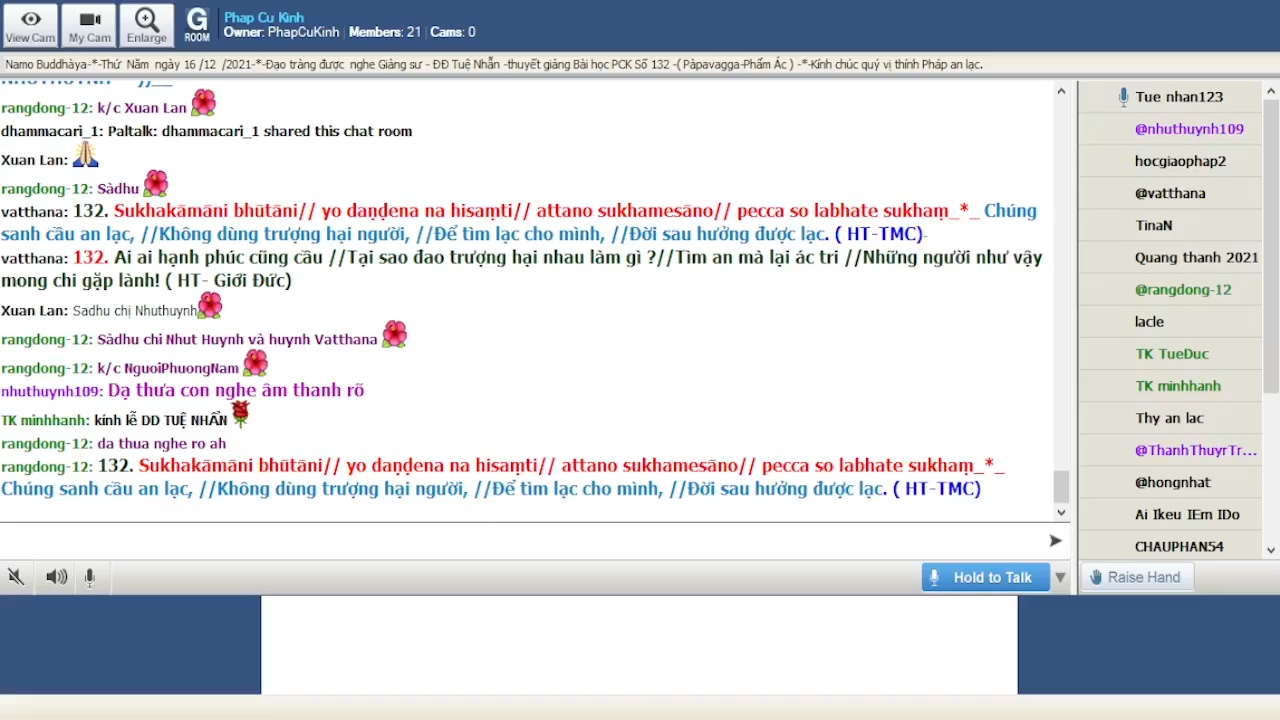 View Cam
My Cam
Enlarge
G
ROOM
Phap Cu Kinh
Owner: PhapCuKinh | Members: 21 | Cams: 0
Namo Buddhàya-*-Thứ Năm ngày 16 /12 /2021-*-Đạo tràng được nghe Giảng sư - ĐĐ Tuệ Nhẫn -thuyết giảng Bài học PCK Số 132 -( Pàpavagga-Phẩm Ác ) -*-Kính chúc quý vị thính Pháp an lạc.
rangdong-12: k/c Xuan Lan
dhammacari_1: Paltalk: dhammacari_1 shared this chat room
Xuan Lan:
rangdong-12: Sàdhu
vatthana: 132. Sukhakāmāni bhūtāni// yo daṇḍena na hisaṃti// attano sukhamesāno// pecca so labhate sukhaṃ_*_ Chúng
sanh cầu an lạc, //Không dùng trượng hại người, //Để tìm lạc cho mình, //Đời sau hưởng được lạc. ( HT-TMC)-
vatthana: 132. Ai ai hạnh phúc cũng cầu //Tại sao đao trượng hại nhau làm gì ?//Tìm an mà lại ác tri //Những người như vậy
mong chi gặp lành! ( HT- Giới Đức)
Xuan Lan: Sadhu chị Nhuthuynh
rangdong-12: Sàdhu chi Nhut Huynh và huynh Vatthana
rangdong-12: k/c NguoiPhuongNam
nhuthuynh109: Dạ thưa con nghe âm thanh rõ
TK minhhanh: kính lễ DD TUỆ NHẪN
rangdong-12: da thua nghe ro ah
rangdong-12: 132. Sukhakāmāni bhūtāni// yo daṇḍena na hisaṃti// attano sukhamesāno// pecca so labhate sukhaṃ_*_
Chúng sanh cầu an lạc, //Không dùng trượng hại người, //Để tìm lạc cho mình, //Đời sau hưởng được lạc. ( HT-TMC)
Hold to Talk
Tue nhan123
@nhuthuynh109
hocgiaophap2
@vatthana
TinaN
Quang thanh 2021
@rangdong-12
lacle
TK TueDuc
TK minhhanh
Thy an lac
@ThanhThuyrTr...
@hongnhat
Ai Ikeu IEm IDo
CHAUPHAN54
Raise Hand